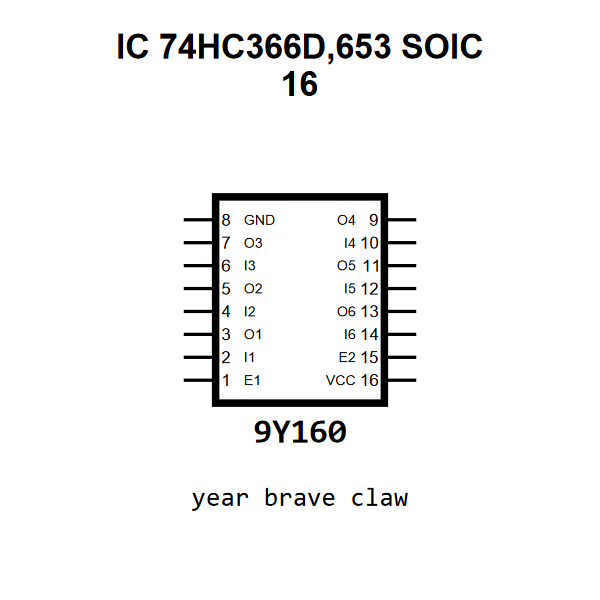 IC 74HC366D,653 SOIC
16
8 GND O4 9
7 O3 I4 10
6 I3 O5 11
5 O2 I5 12
4 I2 O6 13
3 O1 I6 14
2 I1 E2 15
1 E1 VCC 16
9Y160
year brave claw